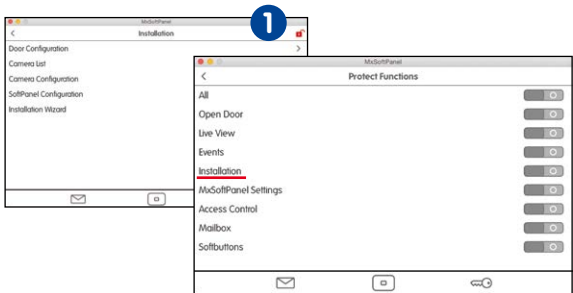 1
MxSoftPanel
Installation
Door Configuration
Camera List
Camera Configuration
SoftPanel Configuration
Installation Wizard
MxSoftPanel
Protect Functions
All
Open Door
Live View
Events
Installation
MxSoftPanel Settings
Access Control
Mailbox
Softbuttons